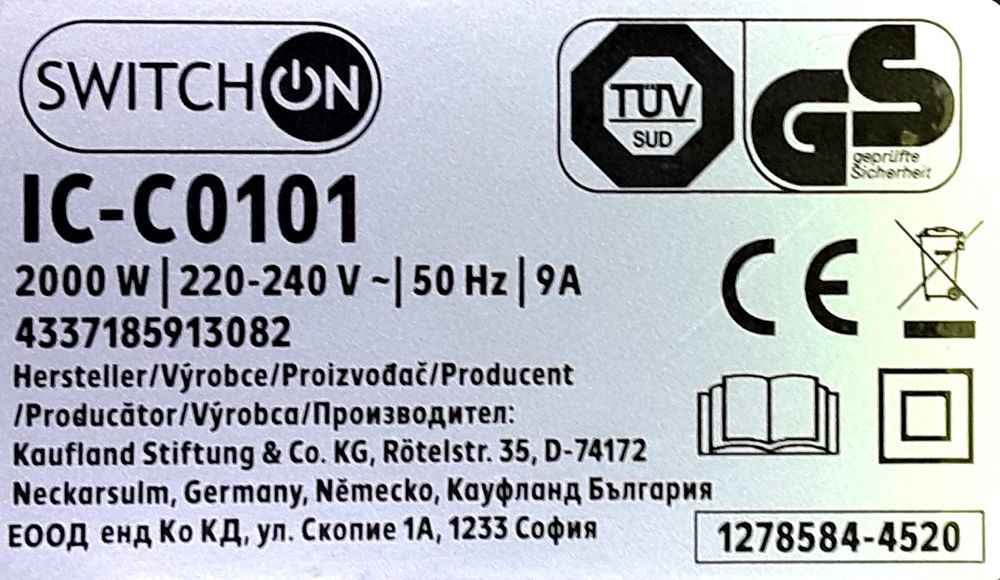 SWITCH ON
TÜV
SUD
GS
geprüfte
Sicherheit
IC-C0101
2000 W | 220-240 V ~| 50 Hz | 9A
4337185913082
CE
Hersteller/Výrobce/Proizvođač/Producent
/Producător/Výrobca/Производител:
Kaufland Stiftung & Co. KG, Rötelstr. 35, D-74172
Neckarsulm, Germany, Německo, Кауфланд България
ЕООД енд Ко КД, ул. Скопие 1А, 1233 София
1278584-4520